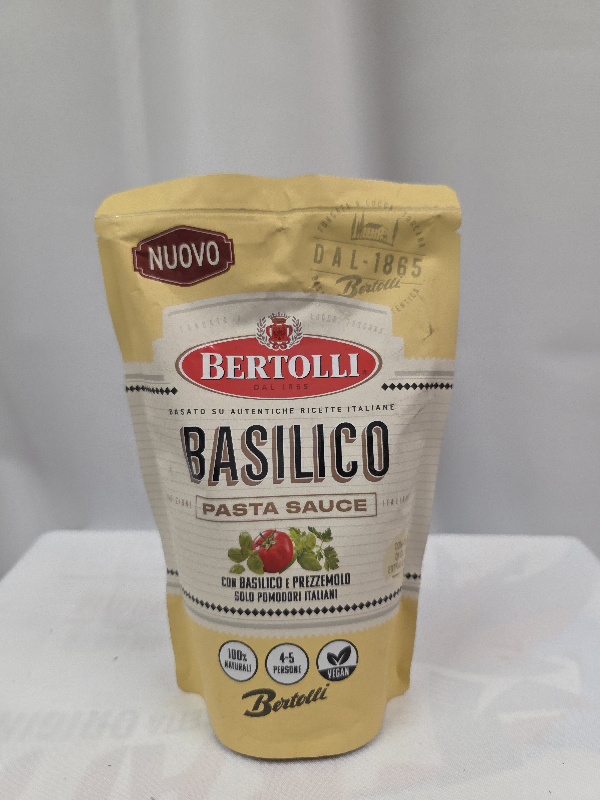 NUOVO
DAL-1865
Bertolli
BERTOLLI
DAL 1865
BASATO SU AUTENTICHE RICETTE ITALIANE
BASILICO
PASTA SAUCE
CON BASILICO E PREZZEMOLO
SOLO POMODORI ITALIANI
100%
NATURALI
4-5
PERSONE
VEGAN
Bertolli